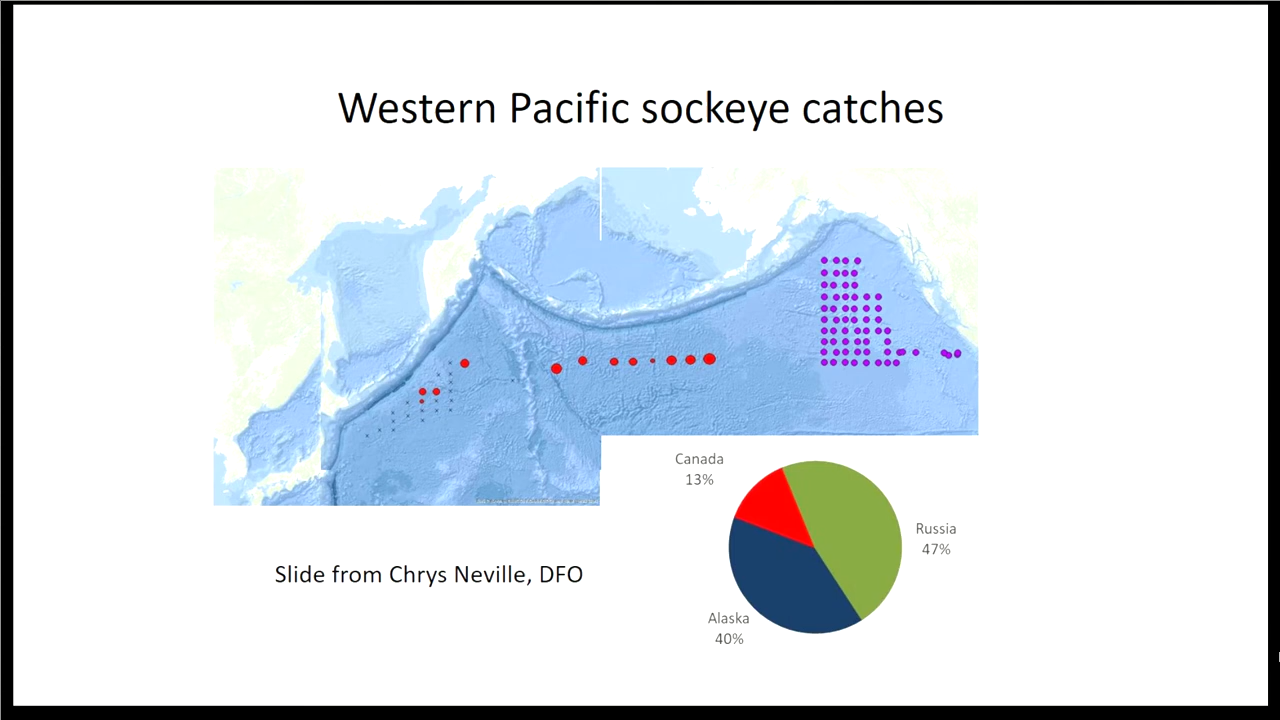 Western Pacific sockeye catches
Canada
13%
Russia
47%
Slide from Chrys Neville, DFO
Alaska
40%